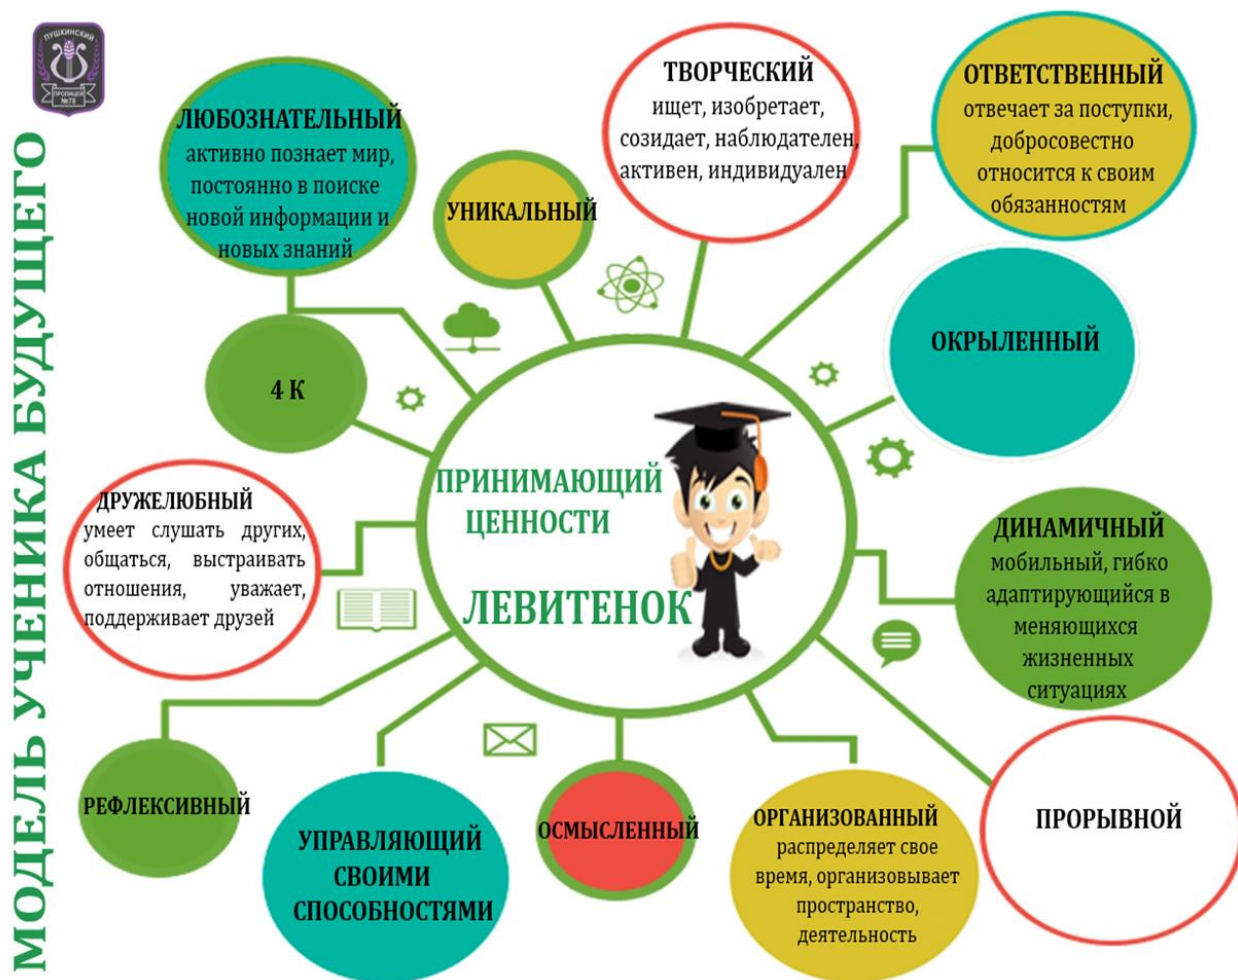 ПУШКИНСКИЙ
ПРОЛИЦЕЙ
№78
МОДЕЛЬ УЧЕНИКА БУДУЩЕГО
ЛЮБОЗНАТЕЛЬНЫЙ
активно познает мир,
постоянно в поиске
новой информации и
новых знаний
УНИКАЛЬНЫЙ
ТВОРЧЕСКИЙ
ищет, изобретает,
созидает, наблюдателен,
активен, индивидуален
ОТВЕТСТВЕННЫЙ
отвечает за поступки,
добросовестно
относится к своим
обязанностям
4 К
ОКРЫЛЕННЫЙ
ПРИНИМАЮЩИЙ
ЦЕННОСТИ
ЛЕВИТЕНОК
ДРУЖЕЛЮБНЫЙ
умеет слушать других,
общаться, выстраивать
отношения, уважает,
поддерживает друзей
ДИНАМИЧНЫЙ
мобильный, гибко
адаптирующийся в
меняющихся
жизненных
ситуациях
РЕФЛЕКСИВНЫЙ
УПРАВЛЯЮЩИЙ
СВОИМИ
СПОСОБНОСТЯМИ
ОСМЫСЛЕННЫЙ
ОРГАНИЗОВАННЫЙ
распределяет свое
время, организовывает
пространство,
деятельность
ПРОРЫВНОЙ